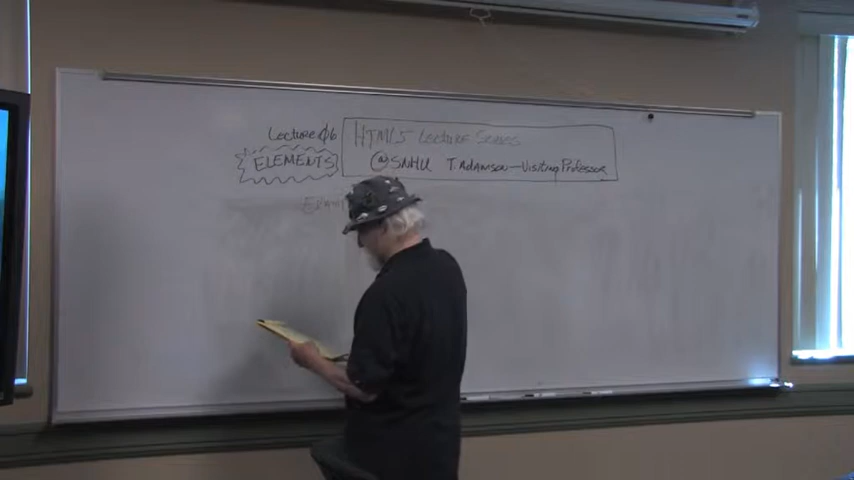 Lecture 06
HTML5 Lecture Series
ELEMENTS
@SNHU T. Adamson—Visiting Professor